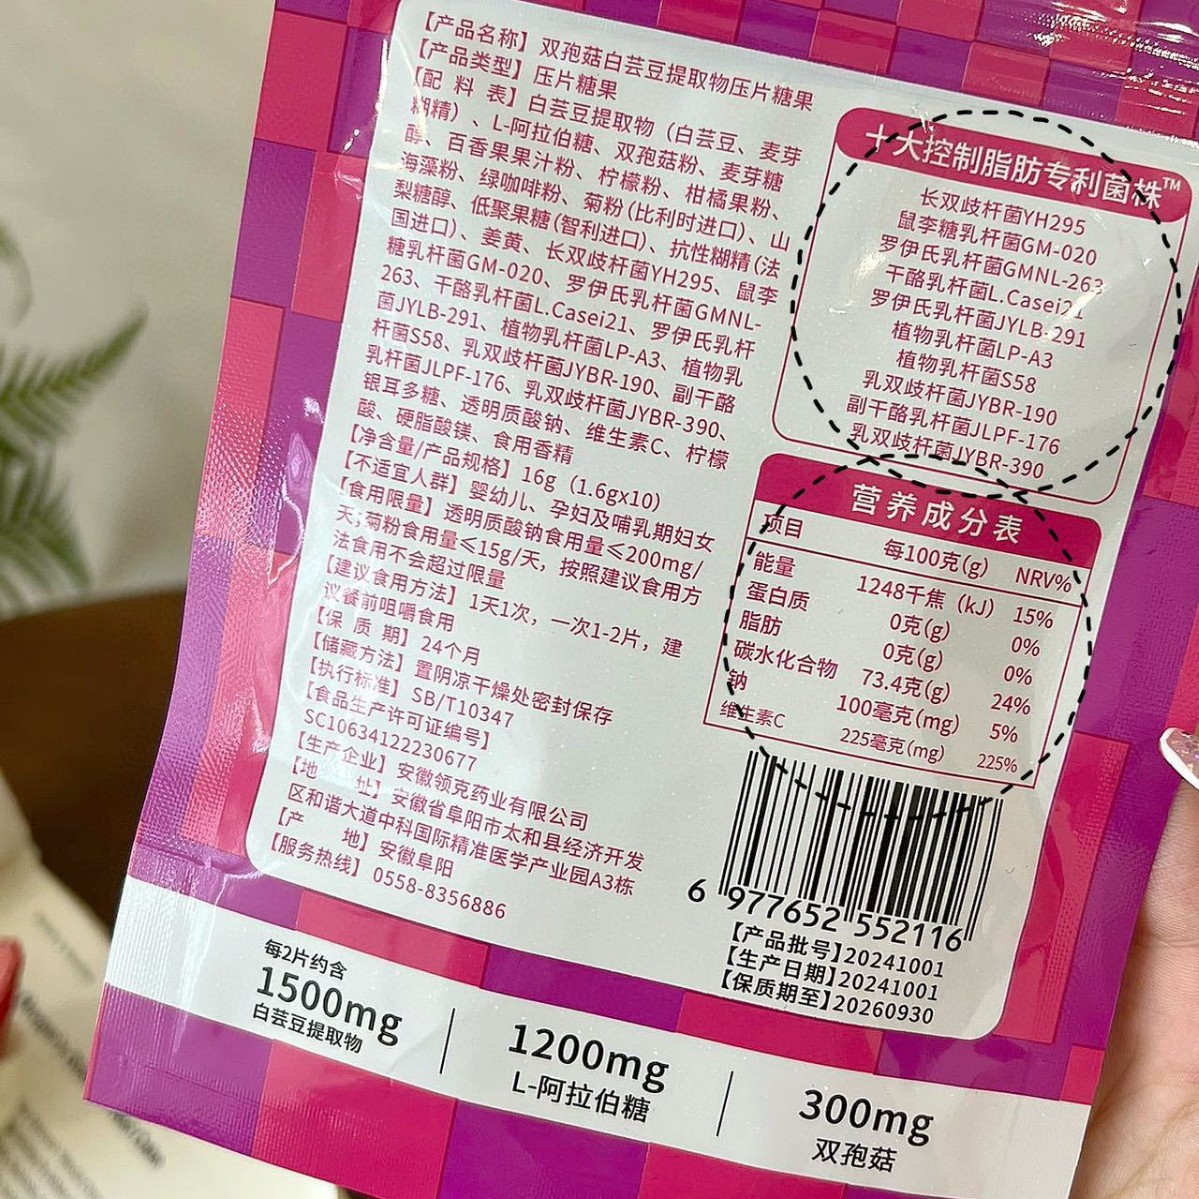 【产品名称】双孢菇白芸豆提取物压片糖果
【产品类型】压片糖果
【配 料 表】白芸豆提取物（白芸豆、麦芽
糊精）、L-阿拉伯糖、双孢菇粉、麦芽糖
醇、百香果果汁粉、柠檬粉、柑橘果粉、
海藻粉、绿咖啡粉、菊粉(比利时进口)、山
梨糖醇、低聚果糖(智利进口)、抗性糊精(法
国进口)、姜黄、长双歧杆菌YH295、鼠李
糖乳杆菌GM-020、罗伊氏乳杆菌GMNL-
263、干酪乳杆菌L.Casei21、罗伊氏乳杆
菌JYLB-291、植物乳杆菌LP-A3、植物乳
杆菌S58、乳双歧杆菌JYBR-190、副干酪
乳杆菌JLPF-176、乳双歧杆菌JYBR-390、
银耳多糖、透明质酸钠、维生素C、柠檬
酸、硬脂酸镁、食用香精
【净含量/产品规格】16g（1.6gx10）
【不适宜人群】婴幼儿、孕妇及哺乳期妇女
【食用限量】透明质酸钠食用量≤200mg/
天,菊粉食用量≤15g/天，按照建议食用方
法食用不会超过限量
【建议食用方法】1天1次，一次1-2片，建
议餐前咀嚼食用
【保 质 期】24个月
【储藏方法】置阴凉干燥处密封保存
【执行标准】SB/T10347
【食品生产许可证编号】
SC10634122230677
【生产企业】安徽领克药业有限公司
【地 址】安徽省阜阳市太和县经济开发
区和谐大道中科国际精准医学产业园A3栋
【产 地】安徽阜阳
【服务热线】0558-8356886
十大控制脂肪专利菌株™
长双歧杆菌YH295
鼠李糖乳杆菌GM-020
罗伊氏乳杆菌GMNL-263
干酪乳杆菌L.Casei21
罗伊氏乳杆菌JYLB-291
植物乳杆菌LP-A3
植物乳杆菌S58
乳双歧杆菌JYBR-190
副干酪乳杆菌JLPF-176
乳双歧杆菌JYBR-390
营养成分表
项目 每100克(g) NRV%
能量 1248千焦（kJ) 15%
蛋白质 0克(g) 0%
脂肪 0克(g) 0%
碳水化合物 73.4克(g) 24%
钠 100毫克(mg) 5%
维生素C 225毫克(mg) 225%
6 977652 552116
【产品批号】20241001
【生产日期】20241001
【保质期至】20260930
每2片约含
1500mg
白芸豆提取物
1200mg
L-阿拉伯糖
300mg
双孢菇